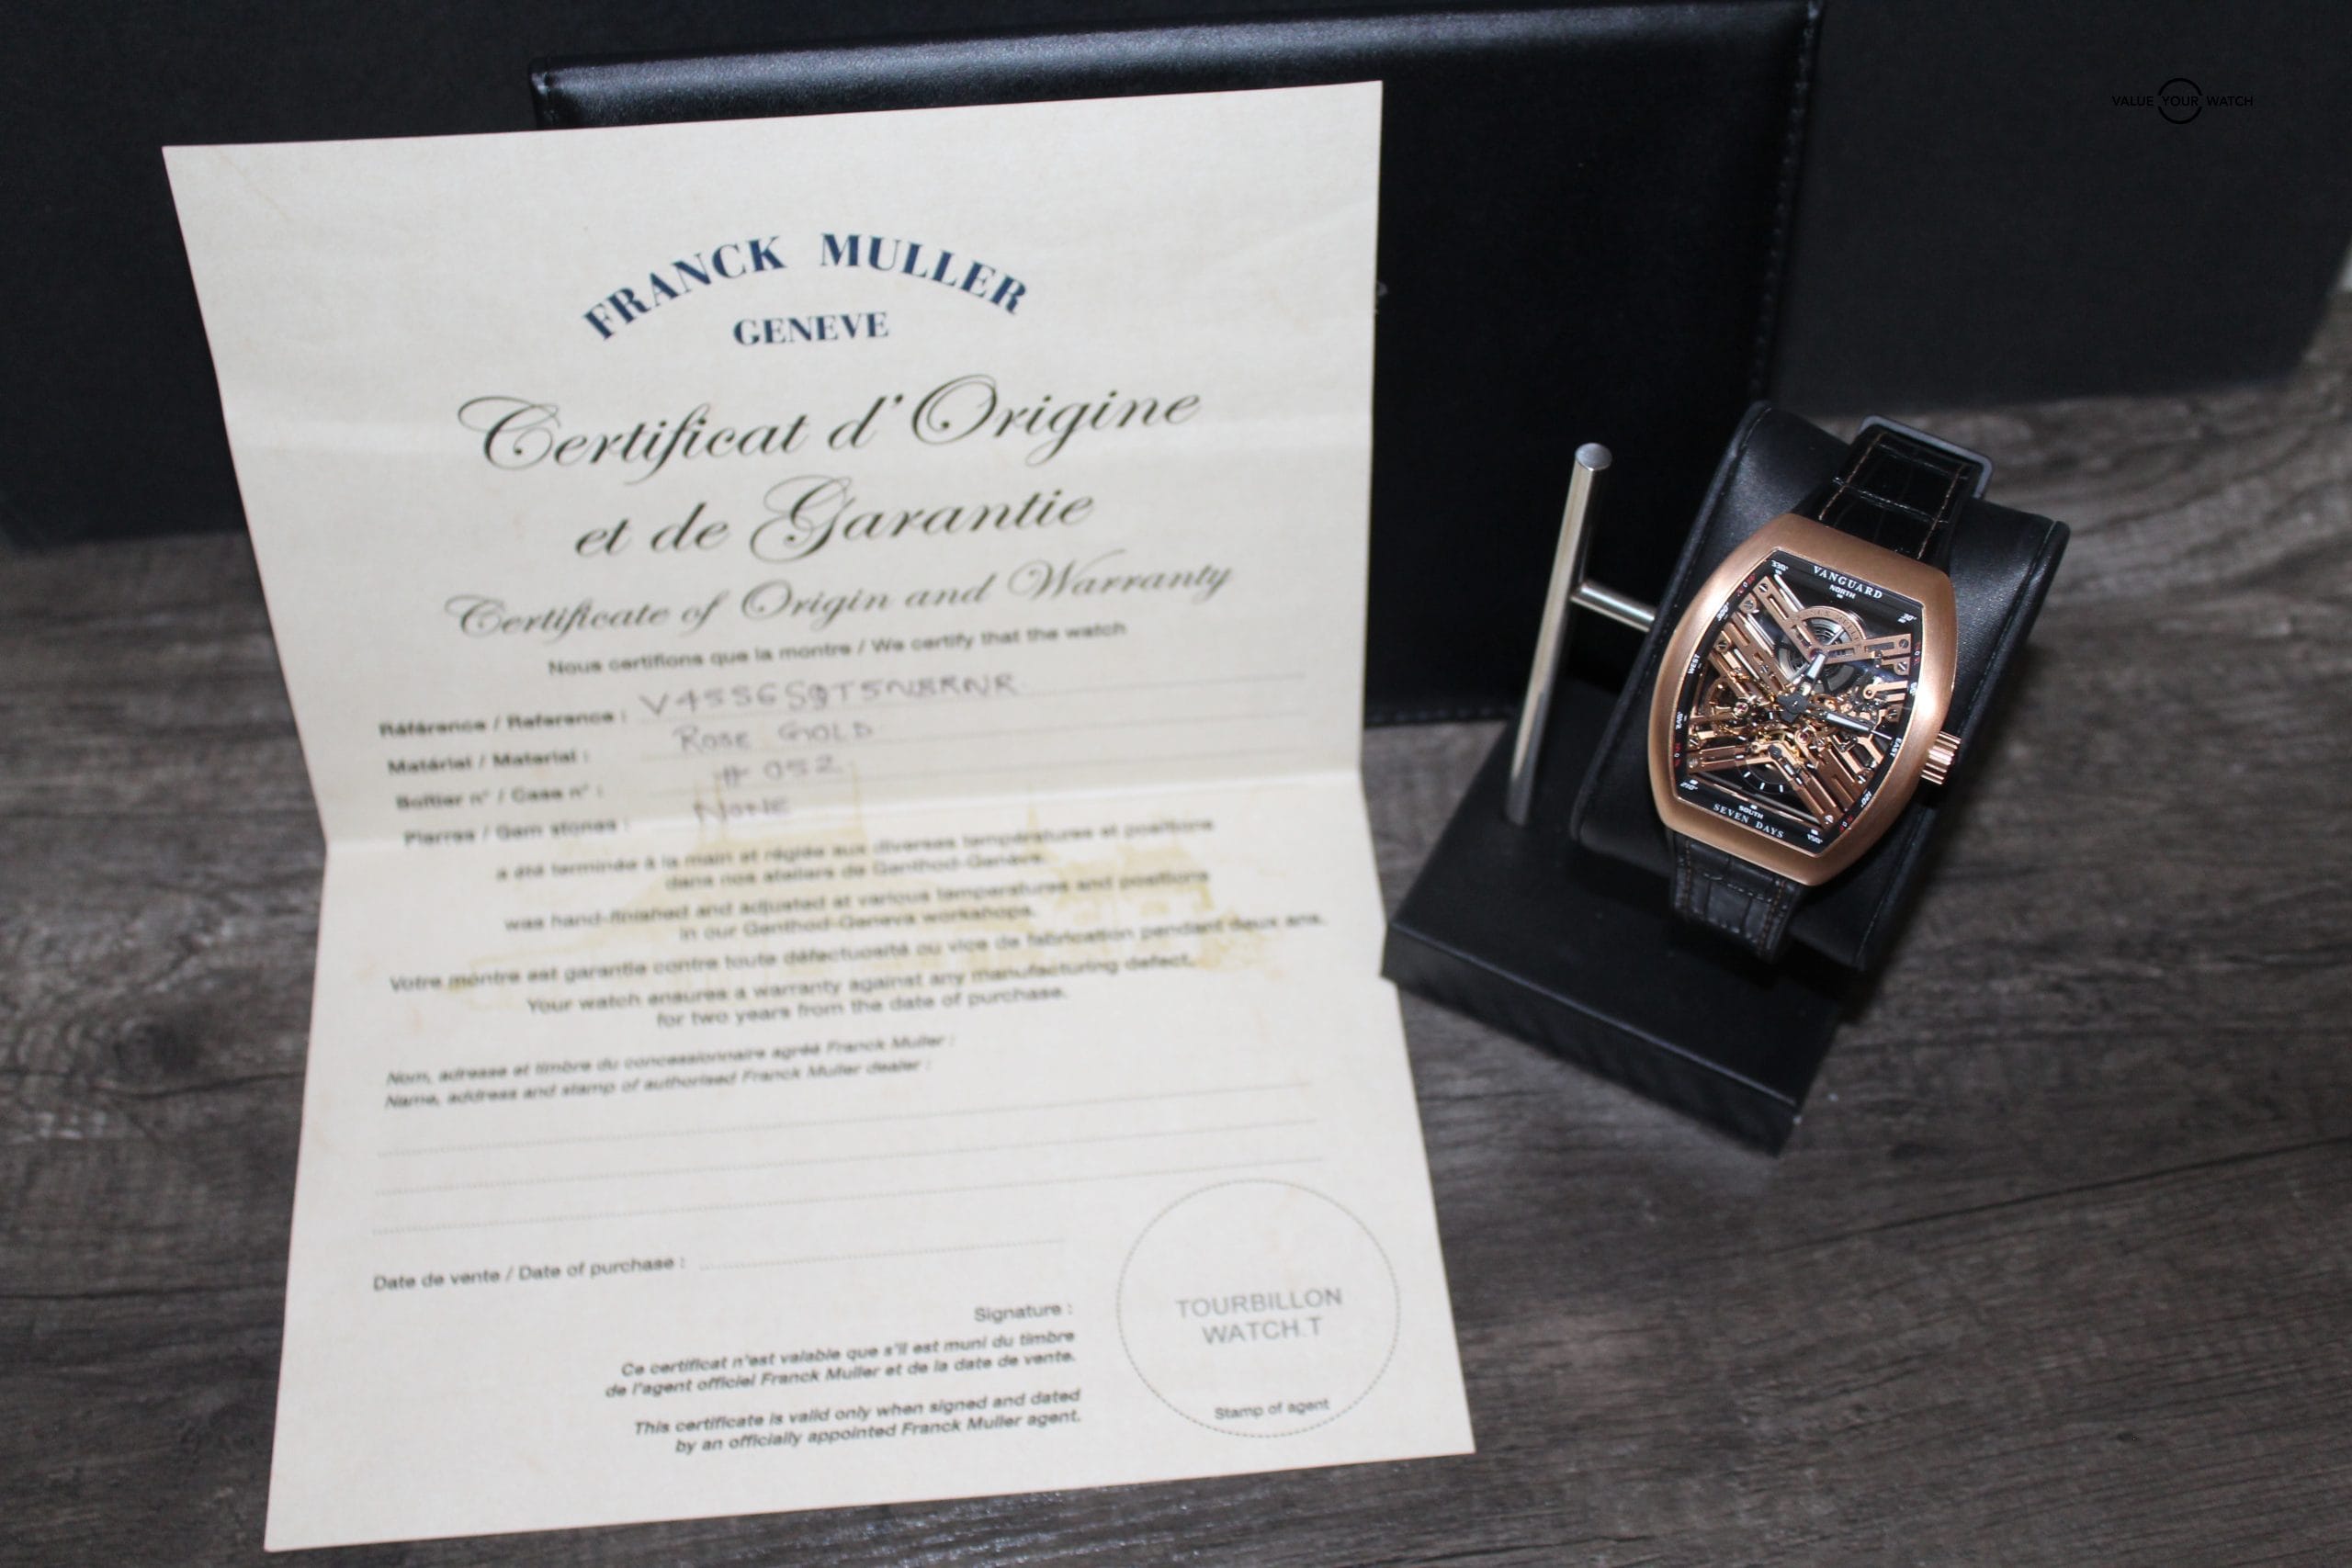 VALUE YOUR WATCH
FRANCK MULLER
GENEVE
Certificat d'Origine
et de Garantie
Certificate of Origin and Warranty
Nous certifions que la montre / We certify that the watch
Référence / Reference : V45S6SQT5NBRNR
Matériel / Material : ROSE GOLD
Boîtier n° / Case n° : # 052
Pierres / Gem stones : NONE
a été terminée à la main et réglée aux diverses températures et positions
dans nos ateliers de Genthod-Genève.
was hand-finished and adjusted at various temperatures and positions
in our Genthod-Geneva workshops.
Votre montre est garantie contre toute défectuosité ou vice de fabrication pendant deux ans.
Your watch ensures a warranty against any manufacturing defect,
for two years from the date of purchase.
Nom, adresse et timbre du concessionnaire agréé Franck Muller :
Name, address and stamp of authorised Franck Muller dealer :
Date de vente / Date of purchase :
Signature :
Ce certificat n'est valable que s'il est muni du timbre
de l'agent officiel Franck Muller et de la date de vente.
This certificate is valid only when signed and dated
by an officially appointed Franck Muller agent.
TOURBILLON
WATCH.T
Stamp of agent
VANGUARD
NORTH
330°
30°
300°
WEST
EAST
240°
120°
210°
150°
SOUTH
SEVEN DAYS